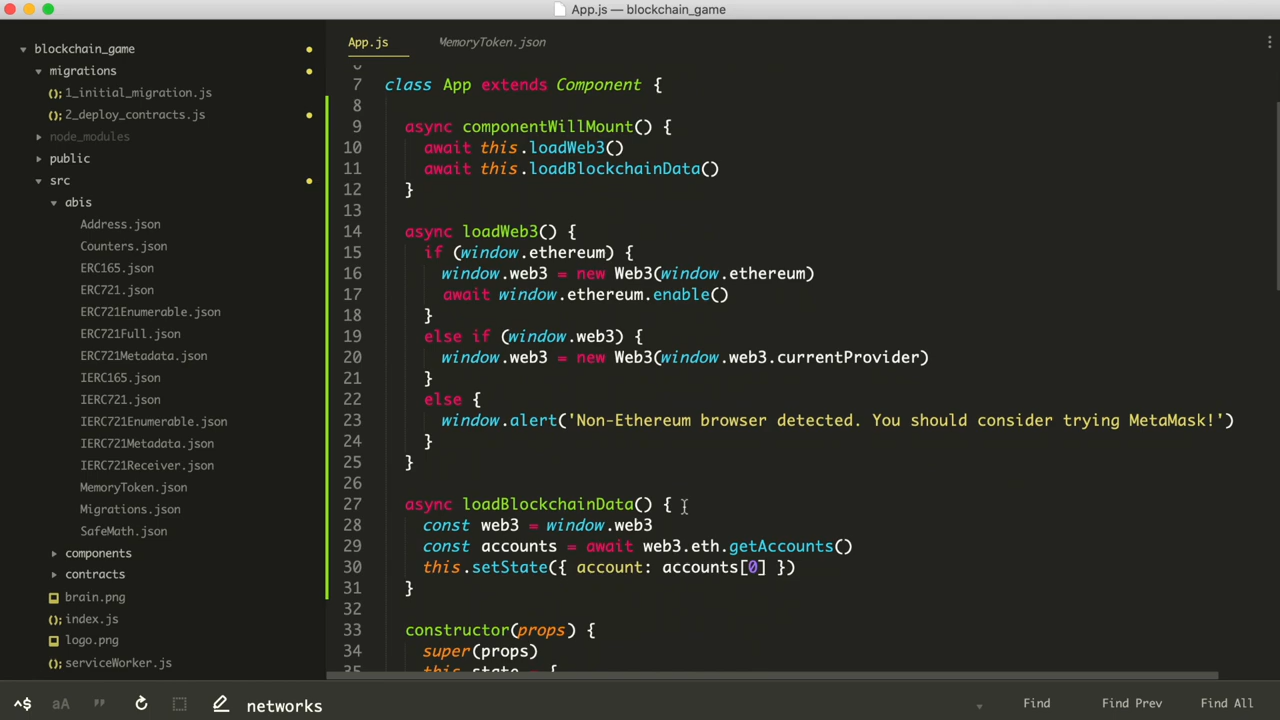 App.js — blockchain_game
blockchain_game
migrations
1_initial_migration.js
2_deploy_contracts.js
node_modules
public
src
abis
Address.json
Counters.json
ERC165.json
ERC721.json
ERC721Enumerable.json
ERC721Full.json
ERC721Metadata.json
IERC165.json
IERC721.json
IERC721Enumerable.json
IERC721Metadata.json
IERC721Receiver.json
MemoryToken.json
Migrations.json
SafeMath.json
components
contracts
brain.png
index.js
logo.png
serviceWorker.js
App.js MemoryToken.json
6
7 class App extends Component {
8
9 async componentWillMount() {
10 await this.loadWeb3()
11 await this.loadBlockchainData()
12 }
13
14 async loadWeb3() {
15 if (window.ethereum) {
16 window.web3 = new Web3(window.ethereum)
17 await window.ethereum.enable()
18 }
19 else if (window.web3) {
20 window.web3 = new Web3(window.web3.currentProvider)
21 }
22 else {
23 window.alert('Non-Ethereum browser detected. You should consider trying MetaMask!')
24 }
25 }
26
27 async loadBlockchainData() {
28 const web3 = window.web3
29 const accounts = await web3.eth.getAccounts()
30 this.setState({ account: accounts[0] })
31 }
32
33 constructor(props) {
34 super(props)
35 this.state = {
^$ aA " networks Find Find Prev Find All